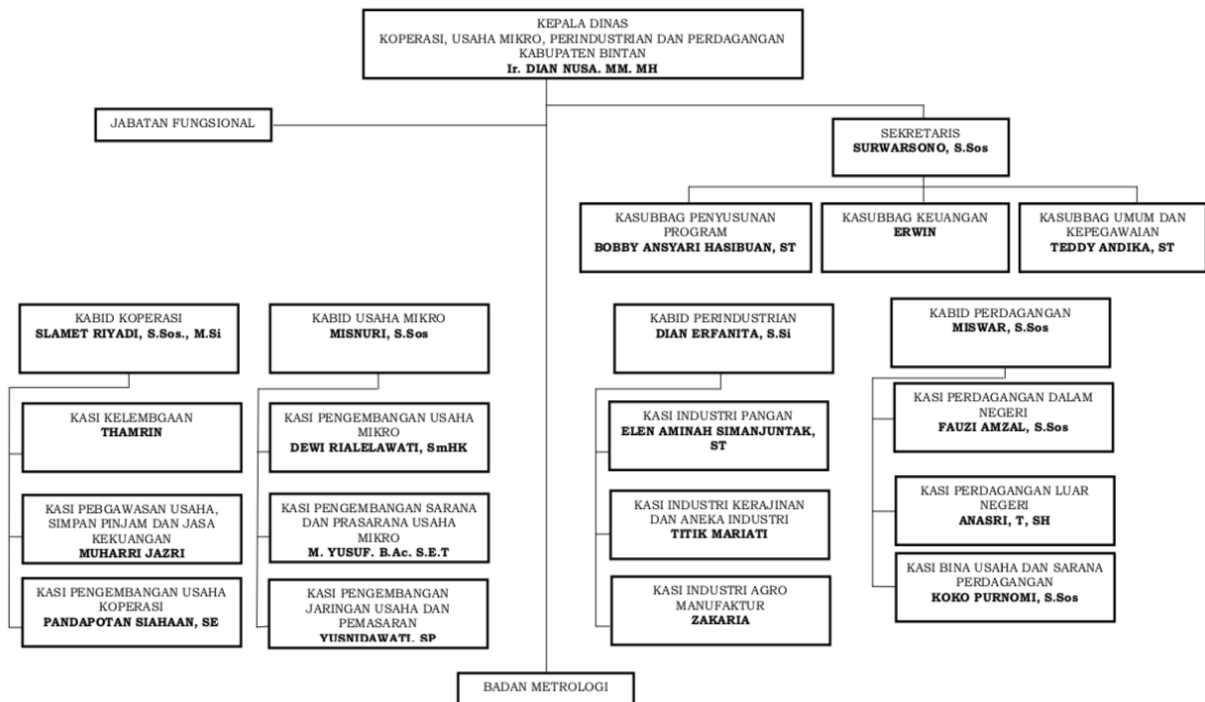 KEPALA DINAS
KOPERASI, USAHA MIKRO, PERINDUSTRIAN DAN PERDAGANGAN
KABUPATEN BINTAN
Ir. DIAN NUSA. MM. MH
JABATAN FUNGSIONAL
SEKRETARIS
SURWARSONO, S.Sos
KASUBBAG PENYUSUNAN
PROGRAM
BOBBY ANSYARI HASIBUAN, ST
KASUBBAG KEUANGAN
ERWIN
KASUBBAG UMUM DAN
KEPEGAWAIAN
TEDDY ANDIKA, ST
KABID KOPERASI
SLAMET RIYADI, S.Sos., M.Si
KABID USAHA MIKRO
MISNURI, S.Sos
KABID PERINDUSTRIAN
DIAN ERFANITA, S.Si
KABID PERDAGANGAN
MISWAR, S.Sos
KASI KELEMBGAAN
THAMRIN
KASI PENGEMBANGAN USAHA
MIKRO
DEWI RIALELAWATI, SmHK
KASI INDUSTRI PANGAN
ELEN AMINAH SIMANJUNTAK,
ST
KASI PERDAGANGAN DALAM
NEGERI
FAUZI AMZAL, S.Sos
KASI PEBGAWASAN USAHA,
SIMPAN PINJAM DAN JASA
KEKUANGAN
MUHARRI JAZRI
KASI PENGEMBANGAN SARANA
DAN PRASARANA USAHA
MIKRO
M. YUSUF. B.Ac. S.E.T
KASI INDUSTRI KERAJINAN
DAN ANEKA INDUSTRI
TITIK MARIATI
KASI PERDAGANGAN LUAR
NEGERI
ANASRI, T, SH
KASI PENGEMBANGAN USAHA
KOPERASI
PANDAPOTAN SIAHAAN, SE
KASI PENGEMBANGAN
JARINGAN USAHA DAN
PEMASARAN
YUSNIDAWATI. SP
KASI INDUSTRI AGRO
MANUFAKTUR
ZAKARIA
KASI BINA USAHA DAN SARANA
PERDAGANGAN
KOKO PURNOMI, S.Sos
BADAN METROLOGI